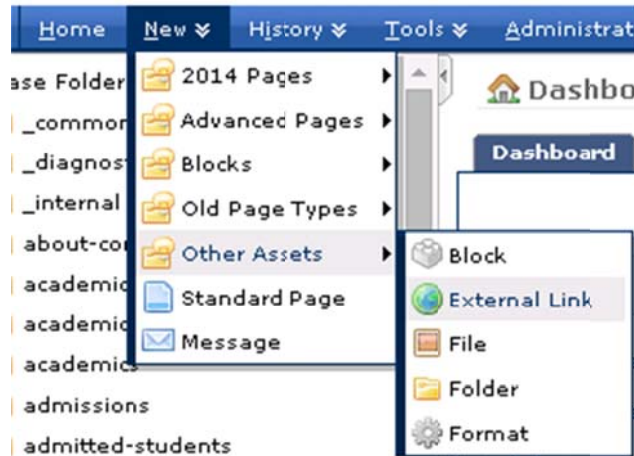 Home New History Tools Administrat
ase Folder
_common
_diagnos
_internal
about-co
academic
academic
academics
admissions
admitted-students
2014 Pages
Advanced Pages
Blocks
Old Page Types
Other Assets
Standard Page
Message
Dashbo
Dashboard
Block
External Link
File
Folder
Format